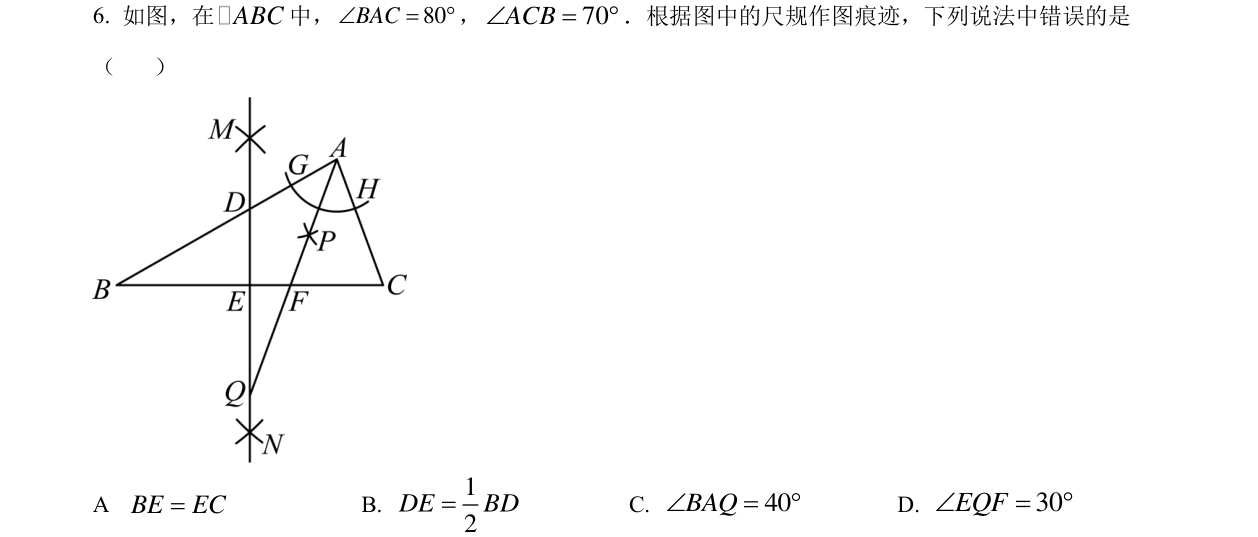 6. 如图，在□ABC 中，∠BAC = 80°，∠ACB = 70°．根据图中的尺规作图痕迹，下列说法中错误的是
（　　）
M
A
G
H
D
P
B
C
E
F
Q
N
A　BE = EC　B. DE = \frac{1}{2} BD　C. ∠BAQ = 40°　D. ∠EQF = 30°